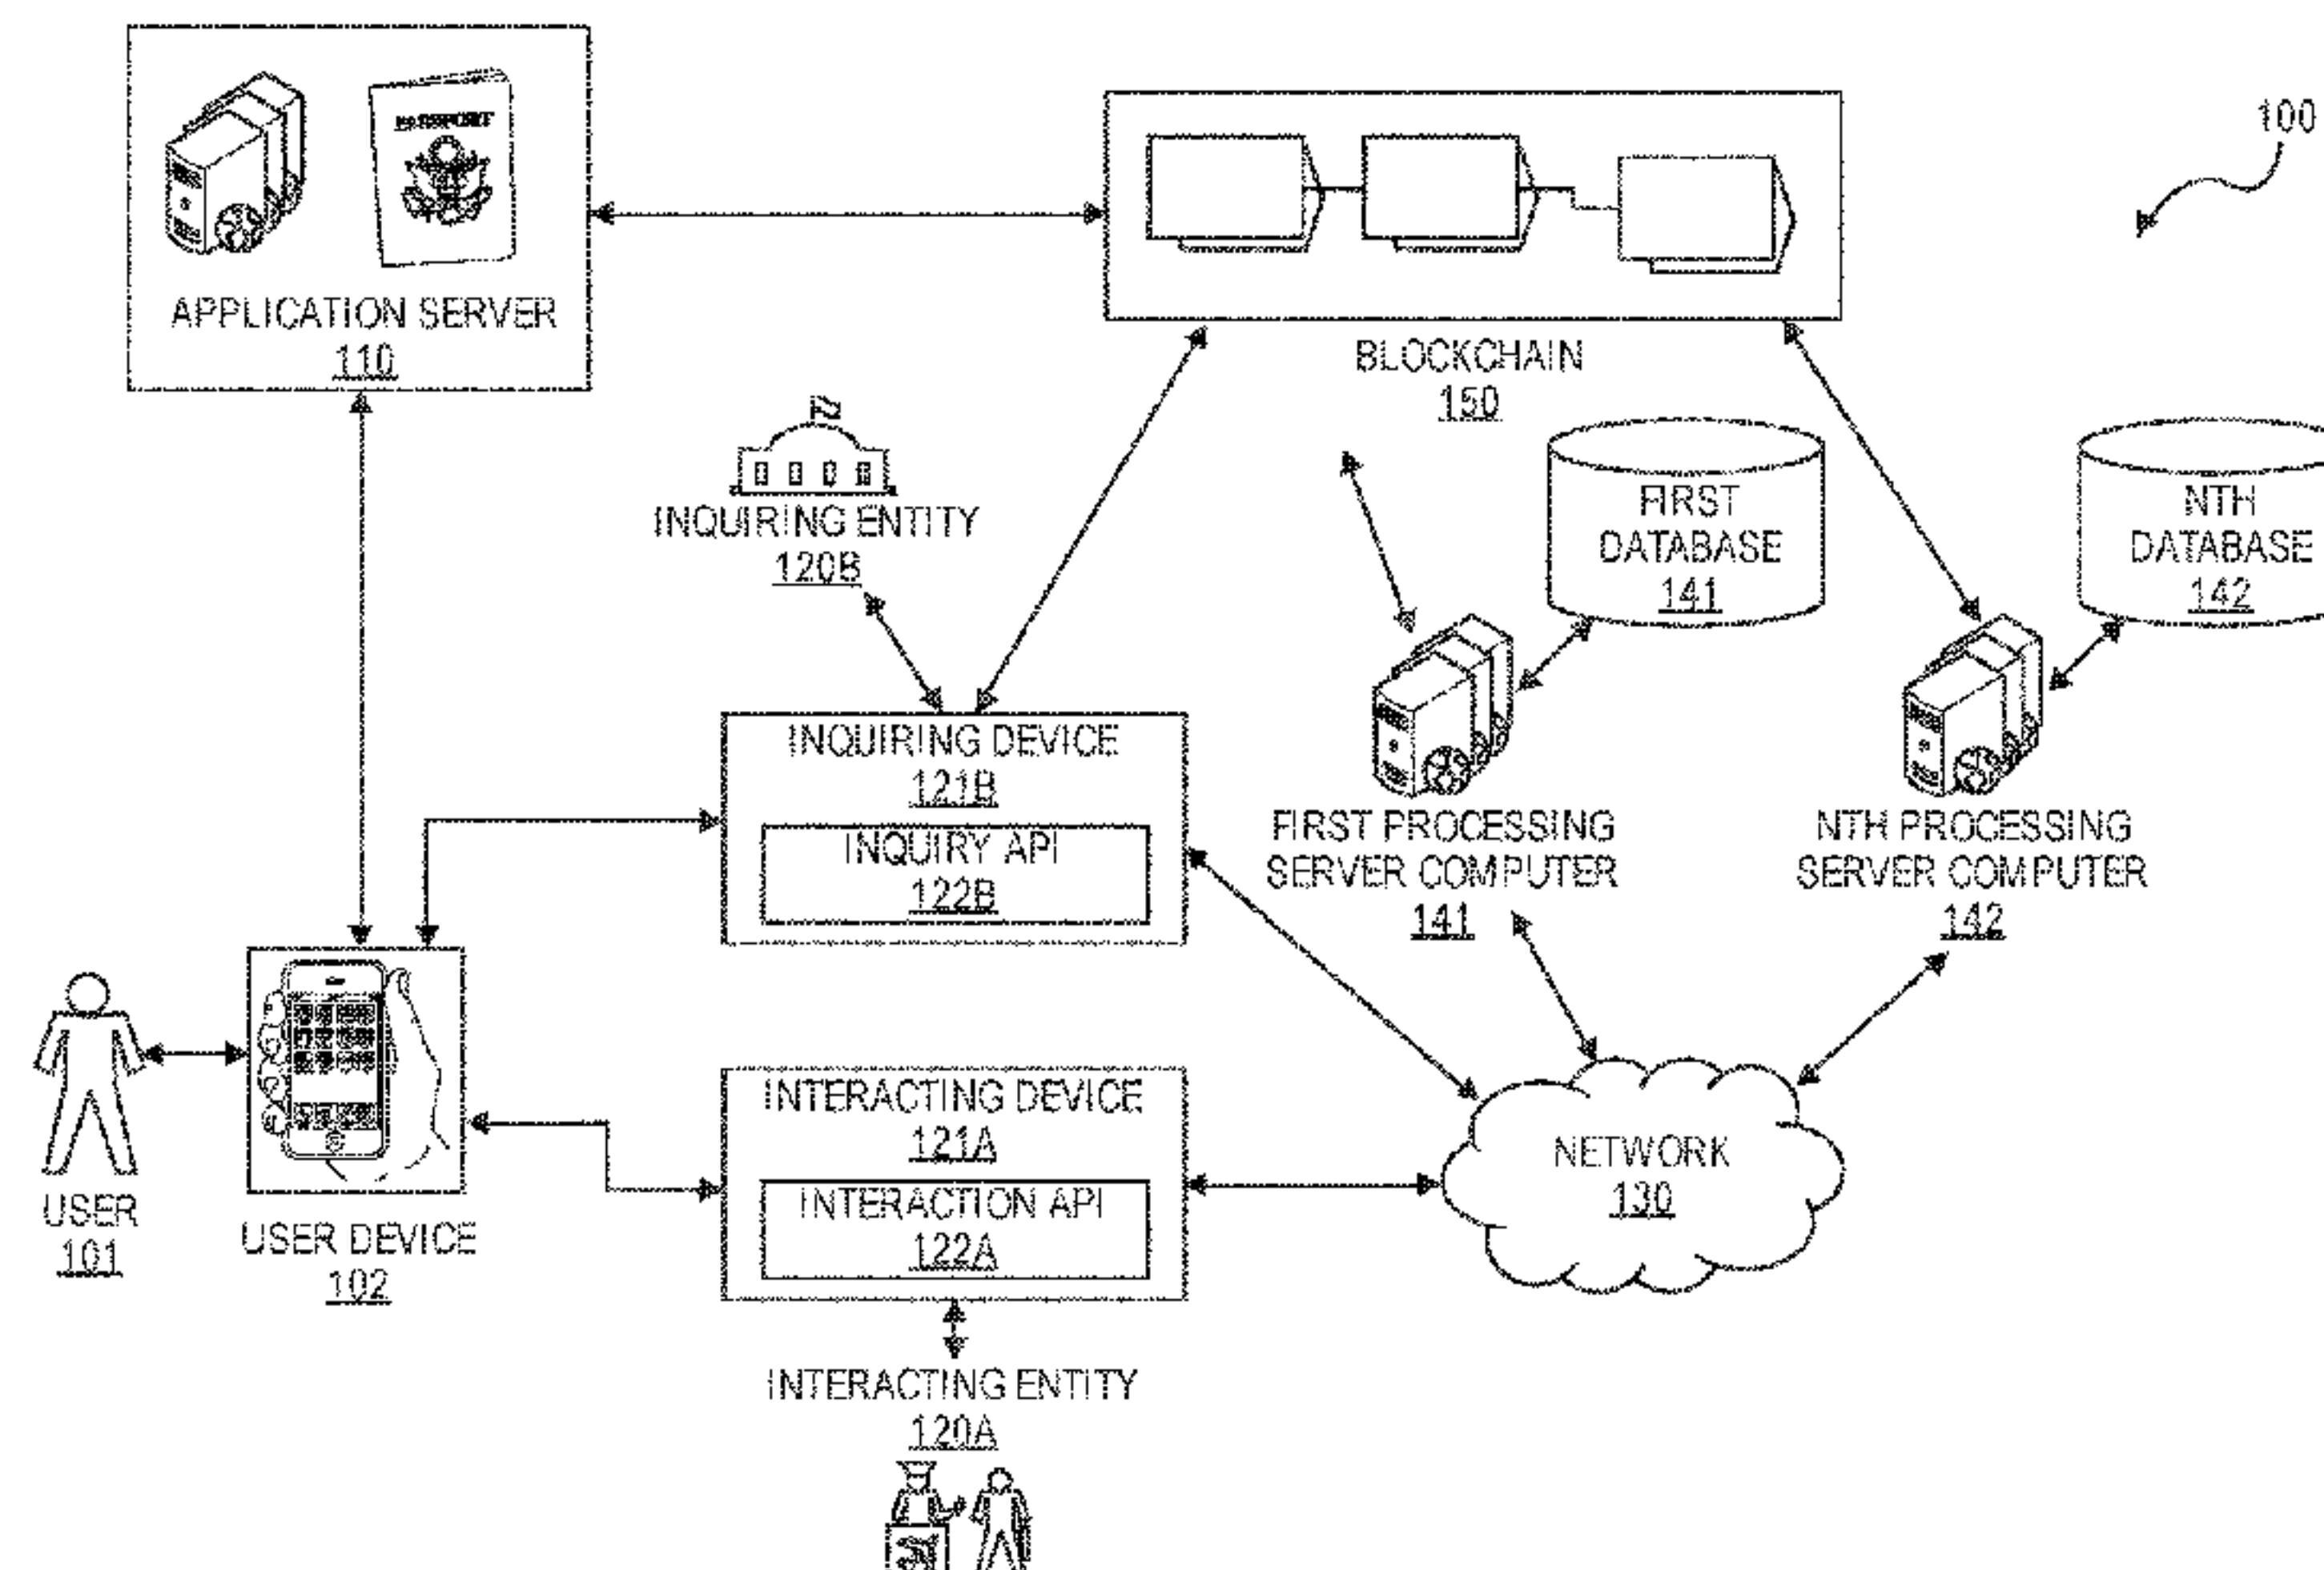 100
PASSPORT
APPLICATION SERVER
110
BLOCKCHAIN
150
INQUIRING ENTITY
120B
FIRST
DATABASE
141
NTH
DATABASE
142
INQUIRING DEVICE
121B
INQUIRY API
122B
FIRST PROCESSING
SERVER COMPUTER
141
NTH PROCESSING
SERVER COMPUTER
142
USER
101
USER DEVICE
102
INTERACTING DEVICE
121A
INTERACTION API
122A
NETWORK
130
INTERACTING ENTITY
120A